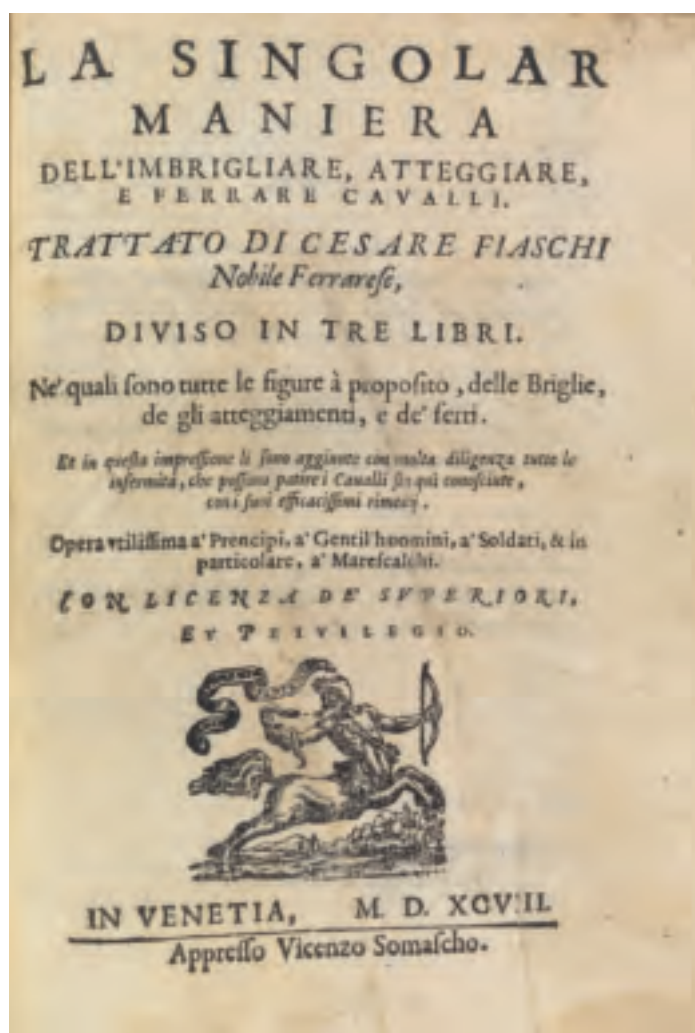 LA SINGOLAR
MANIERA
DELL'IMBRIGLIARE, ATTEGGIARE,
E FERRARE CAVALLI.
TRATTATO DI CESARE FIASCHI
Nobile Ferrareſe,
DIVISO IN TRE LIBRI.
Ne' quali ſono tutte le figure à propoſito, delle Briglie,
de gli atteggiamenti, e de' ferri.
Et in queſta impreſſione li ſono aggiunte con molta diligenza tutte le
infermità, che poſſono patire i Caualli ſin quì conoſciute,
con i ſuoi efficaciſſimi rimedij.
Opera vtiliſſima a' Prencipi, a' Gentil'huomini, a' Soldati, & in
particolare, a' Mareſcalchi.
CON LICENZA DE' SVPERIORI,
ET PRIVILEGIO.
IN VENETIA, M. D. XCVIII.
Appreſſo Vicenzo Somaſcho.